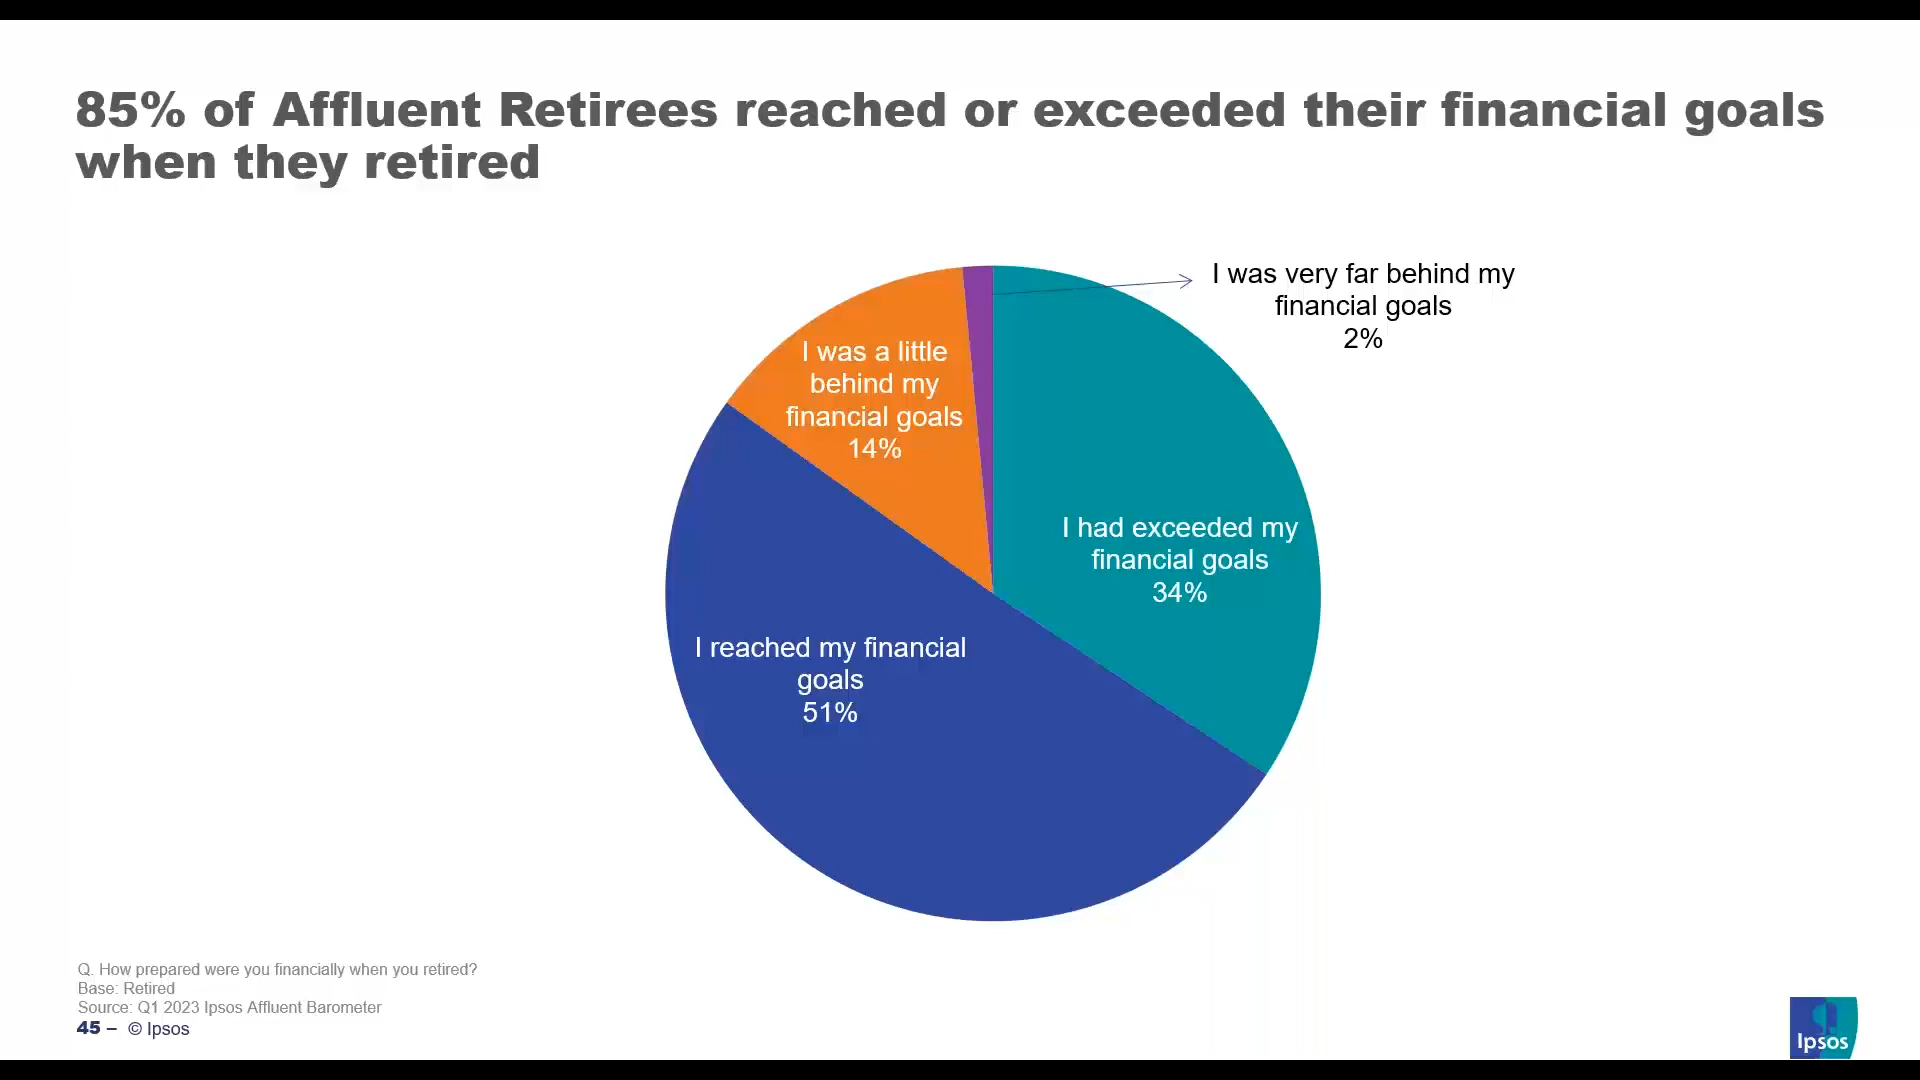 85% of Affluent Retirees reached or exceeded their financial goals
when they retired
I was very far behind my
financial goals
2%
I was a little
behind my
financial goals
14%
I had exceeded my
financial goals
34%
I reached my financial
goals
51%
Q. How prepared were you financially when you retired?
Base: Retired
Source: Q1 2023 Ipsos Affluent Barometer
45 – © Ipsos
Ipsos